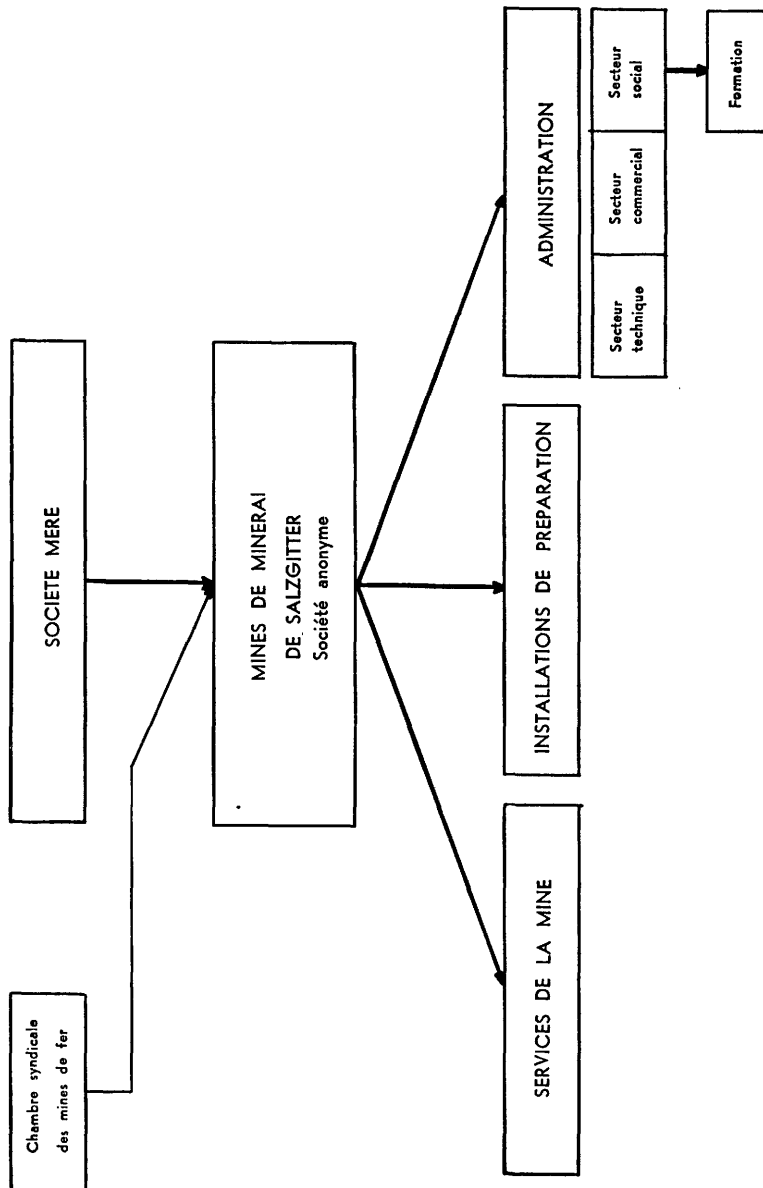 Chambre syndicale
des mines de fer
SOCIETE MERE
MINES DE MINERAI
DE SALZGITTER
Société anonyme
SERVICES DE LA MINE
INSTALLATIONS DE PREPARATION
ADMINISTRATION
Secteur
technique
Secteur
commercial
Secteur
social
Formation